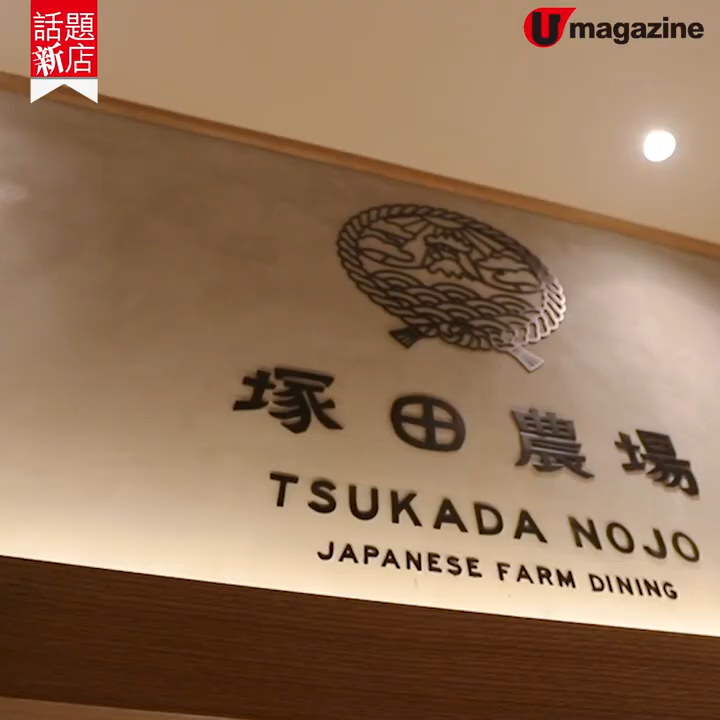 話題
新店
U magazine
塚田農場
TSUKADA NOJO
JAPANESE FARM DINING